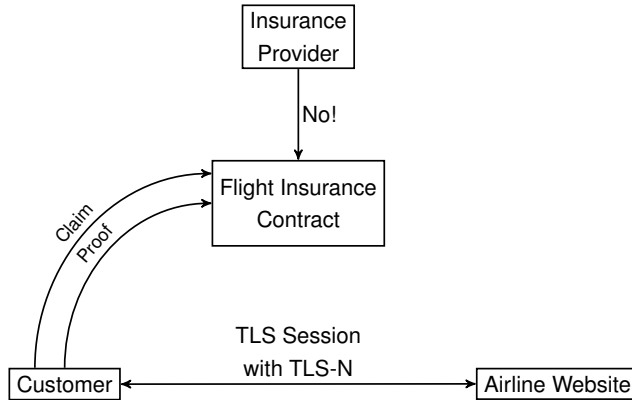 Insurance
Provider
No!
Flight Insurance
Contract
Claim
Proof
TLS Session
with TLS-N
Customer
Airline Website